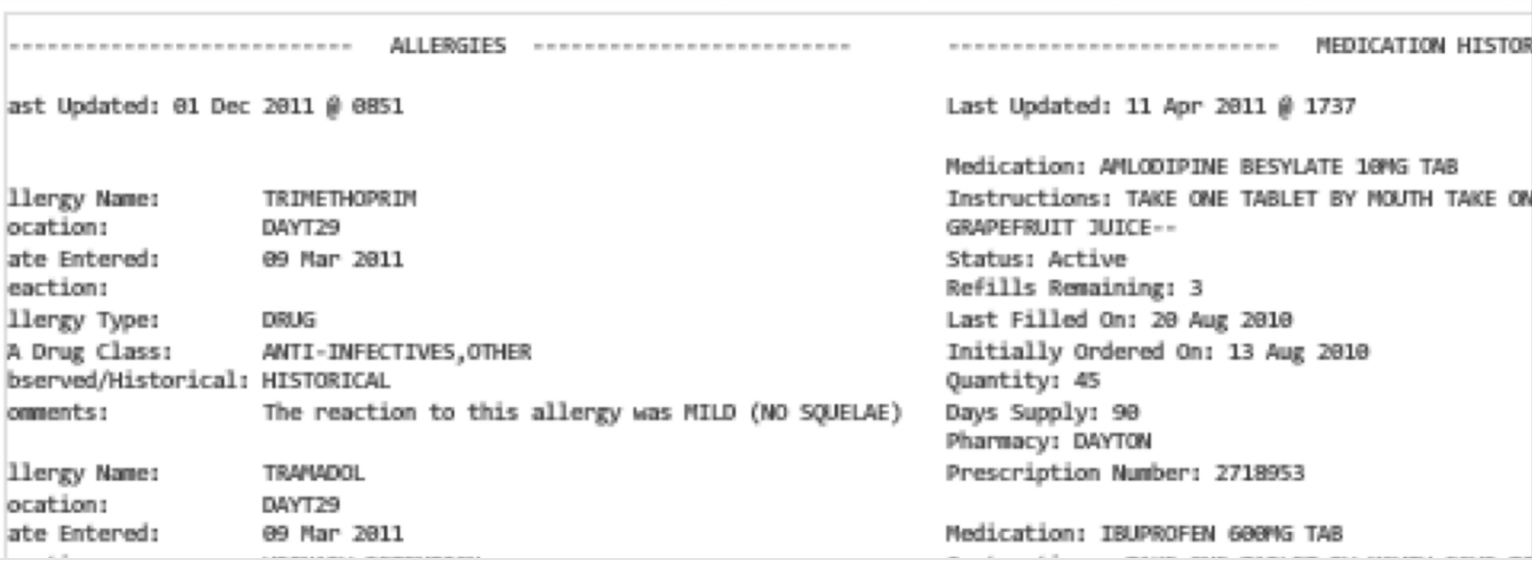 -------------------------- ALLERGIES -------------------------
ast Updated: 01 Dec 2011 @ 0851
llergy Name: TRIMETHOPRIM
ocation: DAYT29
ate Entered: 09 Mar 2011
eaction:
llergy Type: DRUG
A Drug Class: ANTI-INFECTIVES,OTHER
bserved/Historical: HISTORICAL
omments: The reaction to this allergy was MILD (NO SQUELAE)
llergy Name: TRAMADOL
ocation: DAYT29
ate Entered: 09 Mar 2011
-------------------------- MEDICATION HISTOR
Last Updated: 11 Apr 2011 @ 1737
Medication: AMLODIPINE BESYLATE 10MG TAB
Instructions: TAKE ONE TABLET BY MOUTH TAKE ON
GRAPEFRUIT JUICE--
Status: Active
Refills Remaining: 3
Last Filled On: 20 Aug 2010
Initially Ordered On: 13 Aug 2010
Quantity: 45
Days Supply: 90
Pharmacy: DAYTON
Prescription Number: 2718953
Medication: IBUPROFEN 600MG TAB